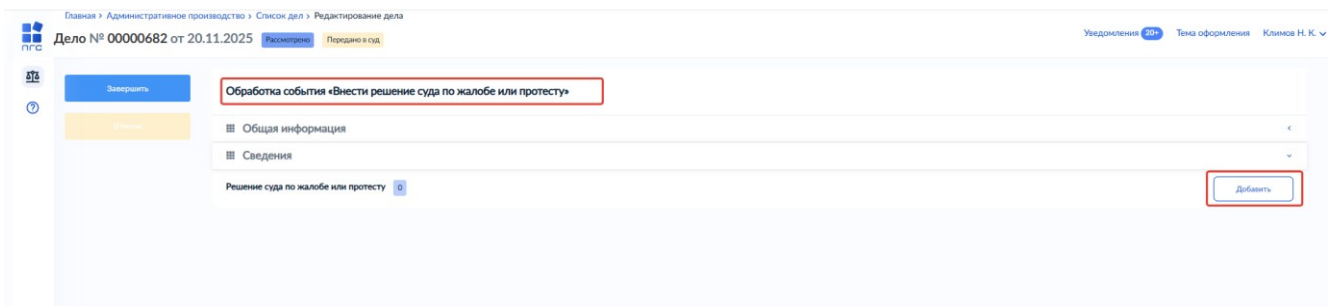 Главная > Административное производство > Список дел > Редактирование дела
ПГС
Дело № 00000682 от 20.11.2025 Рассмотрено Передано в суд
Уведомления 20+ Тема оформления Климов Н. К.
Завершить
Отмена
Обработка события «Внести решение суда по жалобе или протесту»
Общая информация
Сведения
Решение суда по жалобе или протесту 0
Добавить